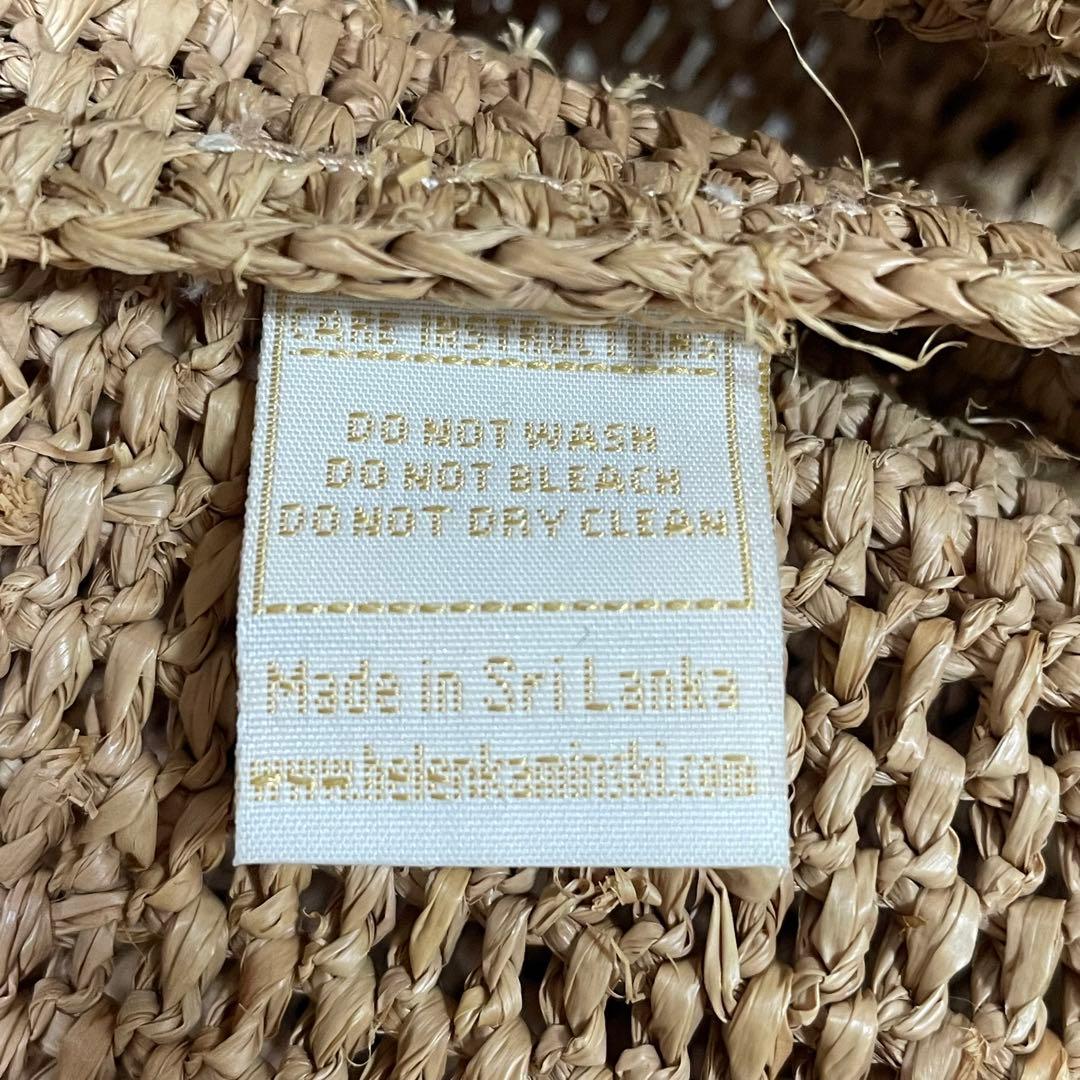 CARE INSTRUCTIONS
DO NOT WASH
DO NOT BLEACH
DO NOT DRY CLEAN
Made in Sri Lanka
www.helenkaminski.com